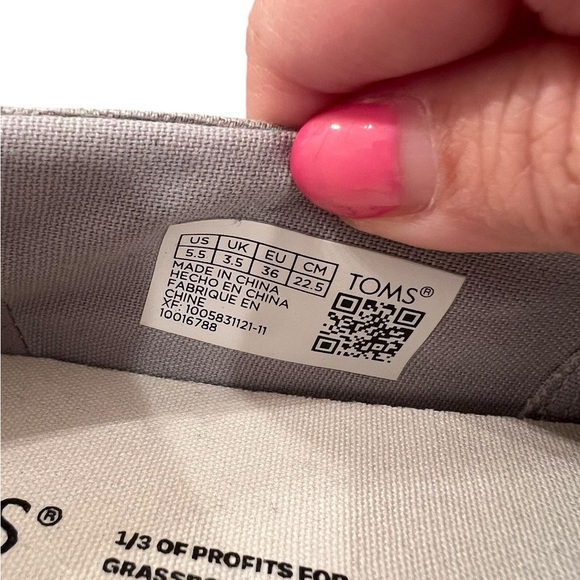 US UK EU CM
5.5 3.5 36 22.5
MADE IN CHINA
HECHO EN CHINA
FABRIQUE EN
CHINE
XF: 1005831121-11
10016788
TOMS®
S®
1/3 OF PROFITS FOR